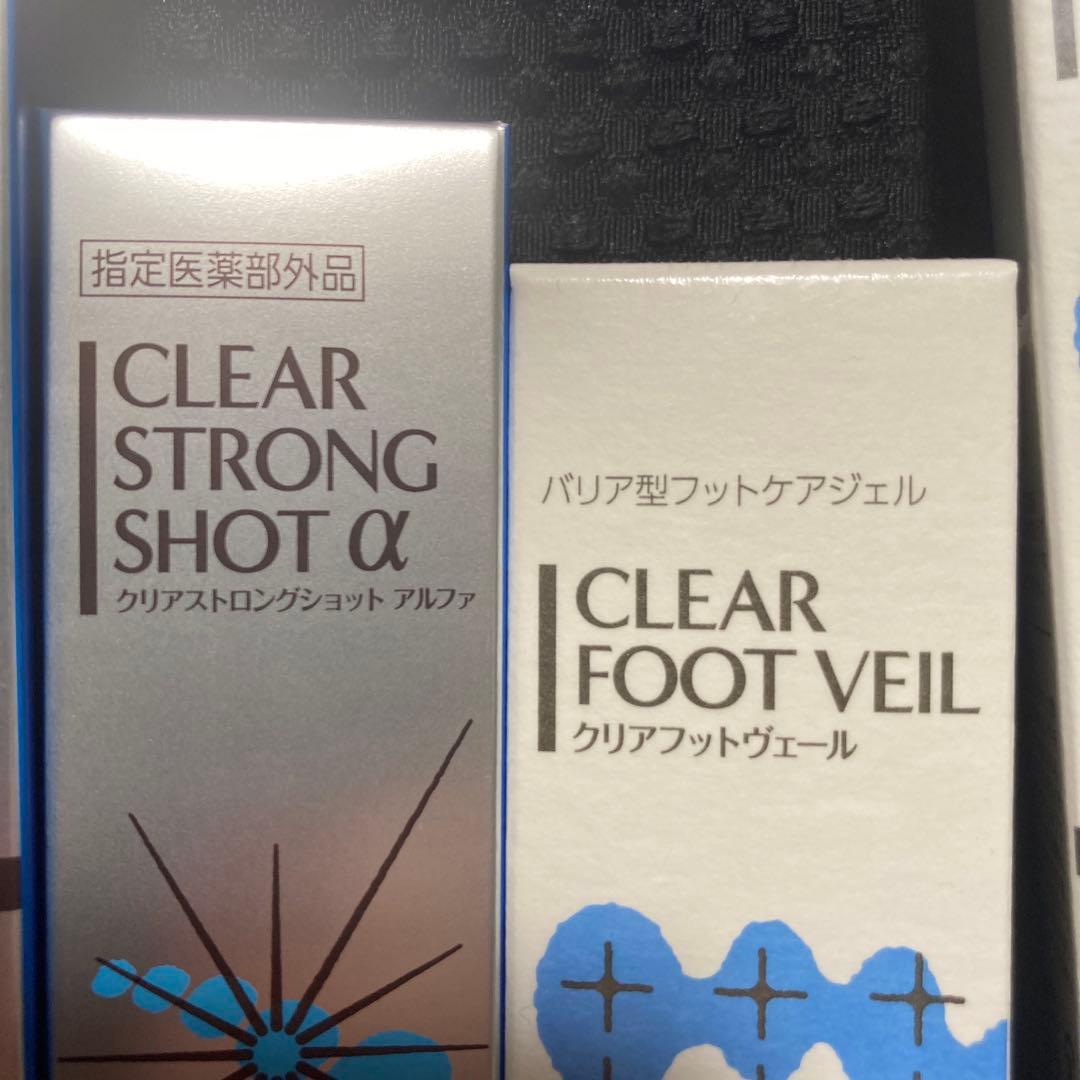 指定医薬部外品
CLEAR
STRONG
SHOT α
クリアストロングショット アルファ
バリア型フットケアジェル
CLEAR
FOOT VEIL
クリアフットヴェール